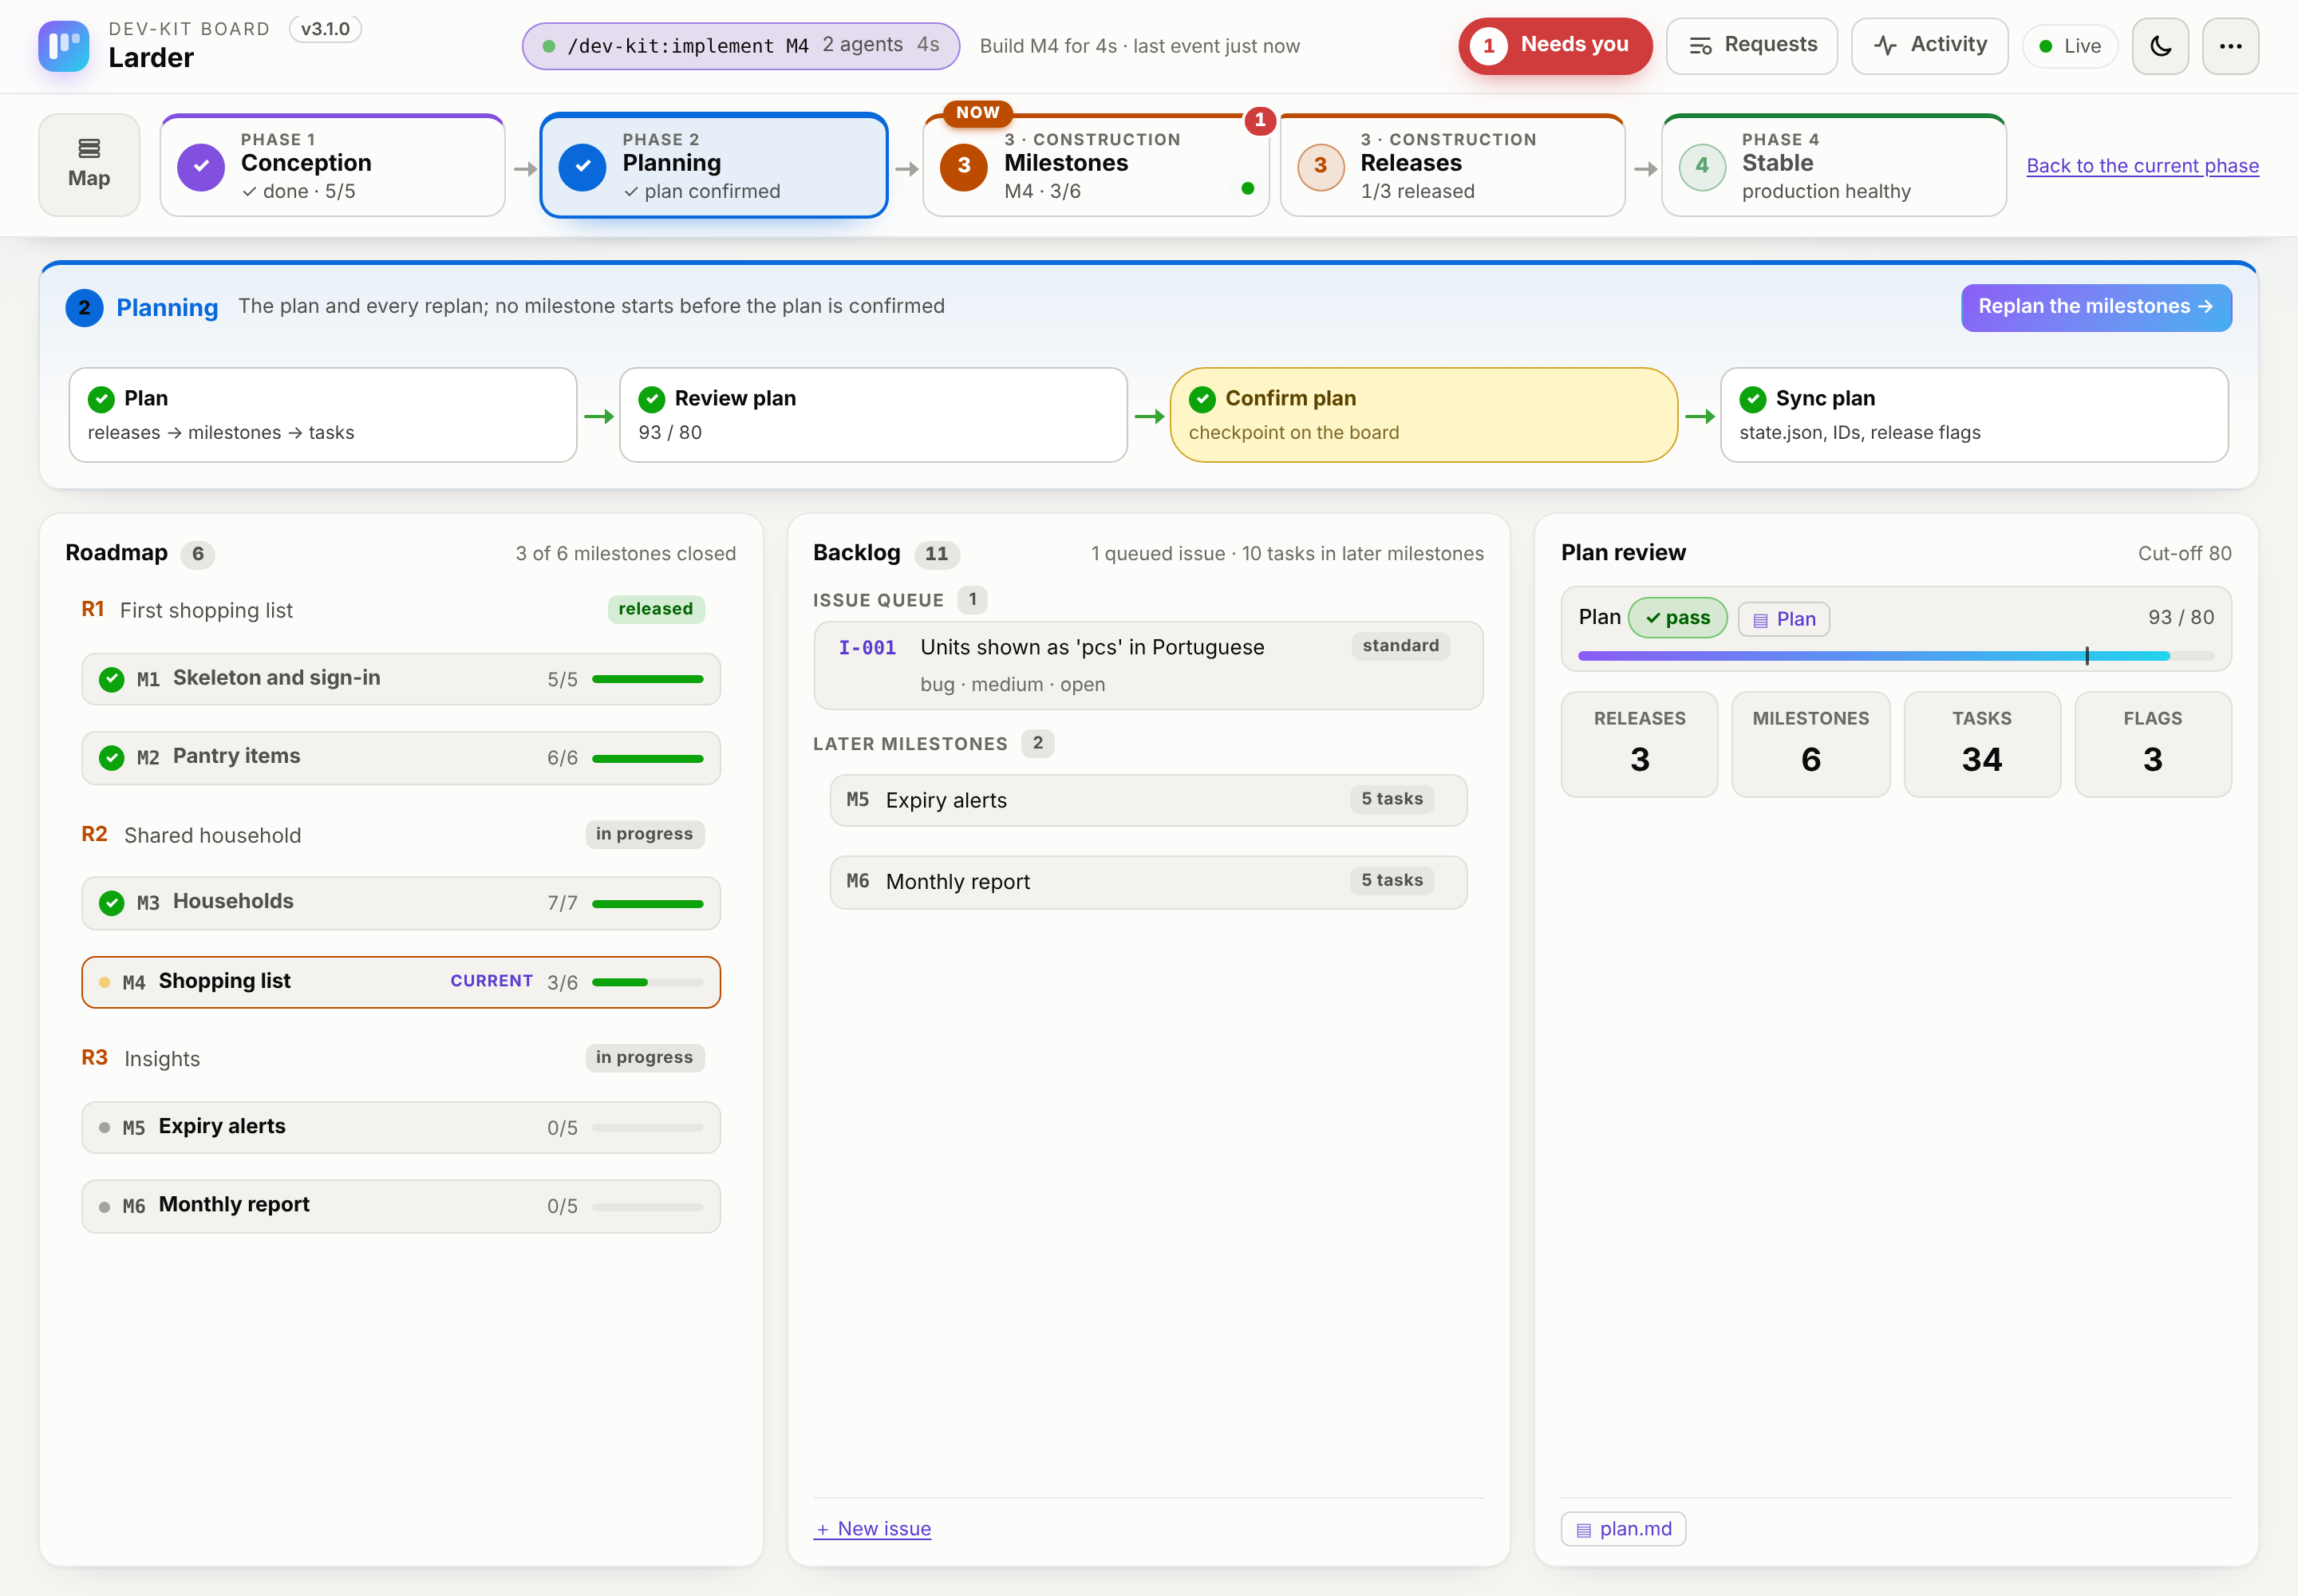 DEV-KIT BOARD v3.1.0
Larder
/dev-kit:implement M4 2 agents 4s
Build M4 for 4s · last event just now
1 Needs you
Requests
Activity
Live
Map
PHASE 1
Conception
✓ done · 5/5
PHASE 2
Planning
✓ plan confirmed
NOW
1
3
3 · CONSTRUCTION
Milestones
M4 · 3/6
3
3 · CONSTRUCTION
Releases
1/3 released
4
PHASE 4
Stable
production healthy
Back to the current phase
2 Planning The plan and every replan; no milestone starts before the plan is confirmed
Replan the milestones →
Plan
releases → milestones → tasks
Review plan
93 / 80
Confirm plan
checkpoint on the board
Sync plan
state.json, IDs, release flags
Roadmap 6 3 of 6 milestones closed
R1 First shopping list released
M1 Skeleton and sign-in 5/5
M2 Pantry items 6/6
R2 Shared household in progress
M3 Households 7/7
M4 Shopping list CURRENT 3/6
R3 Insights in progress
M5 Expiry alerts 0/5
M6 Monthly report 0/5
Backlog 11 1 queued issue · 10 tasks in later milestones
ISSUE QUEUE 1
I-001 Units shown as 'pcs' in Portuguese standard
bug · medium · open
LATER MILESTONES 2
M5 Expiry alerts 5 tasks
M6 Monthly report 5 tasks
+ New issue
Plan review Cut-off 80
Plan ✓ pass Plan 93 / 80
RELEASES
3
MILESTONES
6
TASKS
34
FLAGS
3
plan.md